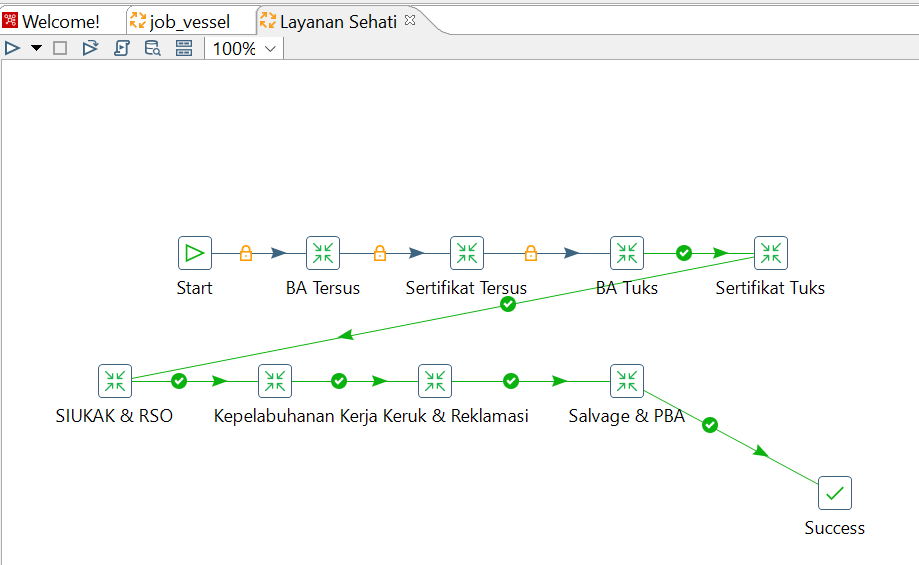 Welcome!
job_vessel
Layanan Sehati
100%
Start
BA Tersus
Sertifikat Tersus
BA Tuks
Sertifikat Tuks
SIUKAK & RSO
Kepelabuhanan
Kerja Keruk & Reklamasi
Salvage & PBA
Success